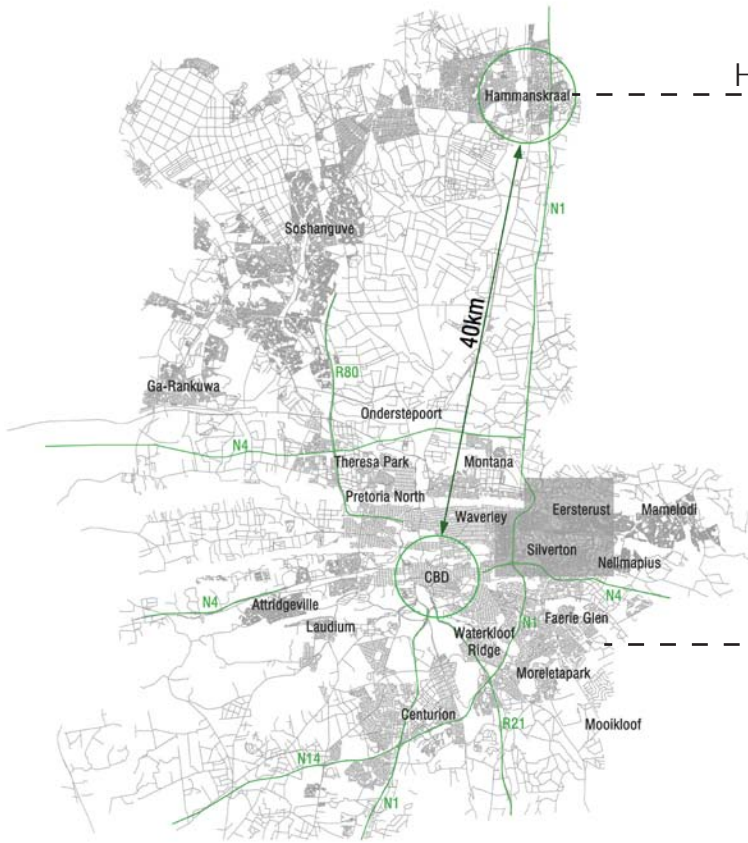 Hammanskraal
H
N1
Soshanguve
40km
R80
Ga-Rankuwa
Onderstepoort
N4
Theresa Park
Montana
Pretoria North
Waverley
Eersterust
Mamelodi
Silverton
Nellmapius
CBD
N4
N4
Attridgeville
Laudium
N1
Faerie Glen
Waterkloof
Ridge
Moreletapark
Centurion
R21
Mooikloof
N14
N1